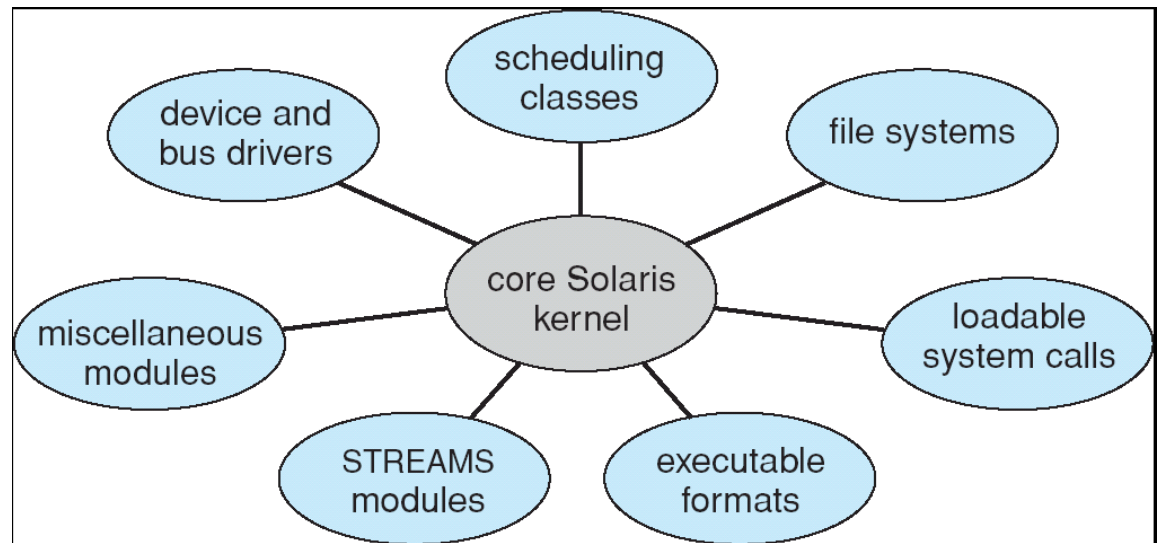 scheduling
classes
device and
bus drivers
file systems
core Solaris
kernel
miscellaneous
modules
loadable
system calls
STREAMS
modules
executable
formats